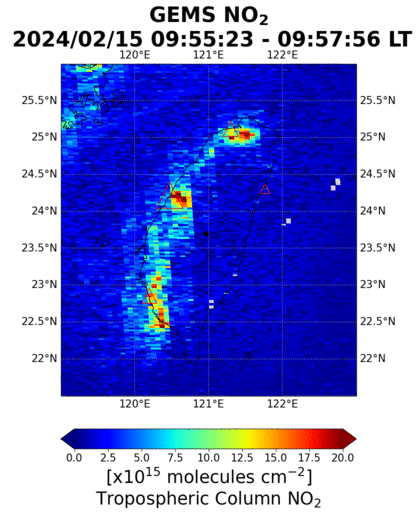 GEMS NO₂
2024/02/15 09:55:23 - 09:57:56 LT
120°E 121°E 122°E
25.5°N 25.5°N
25°N 25°N
24.5°N 24.5°N
24°N 24°N
23.5°N 23.5°N
23°N 23°N
22.5°N 22.5°N
22°N 22°N
120°E 121°E 122°E
0.0 2.5 5.0 7.5 10.0 12.5 15.0 17.5 20.0
[x10¹⁵ molecules cm⁻²]
Tropospheric Column NO₂